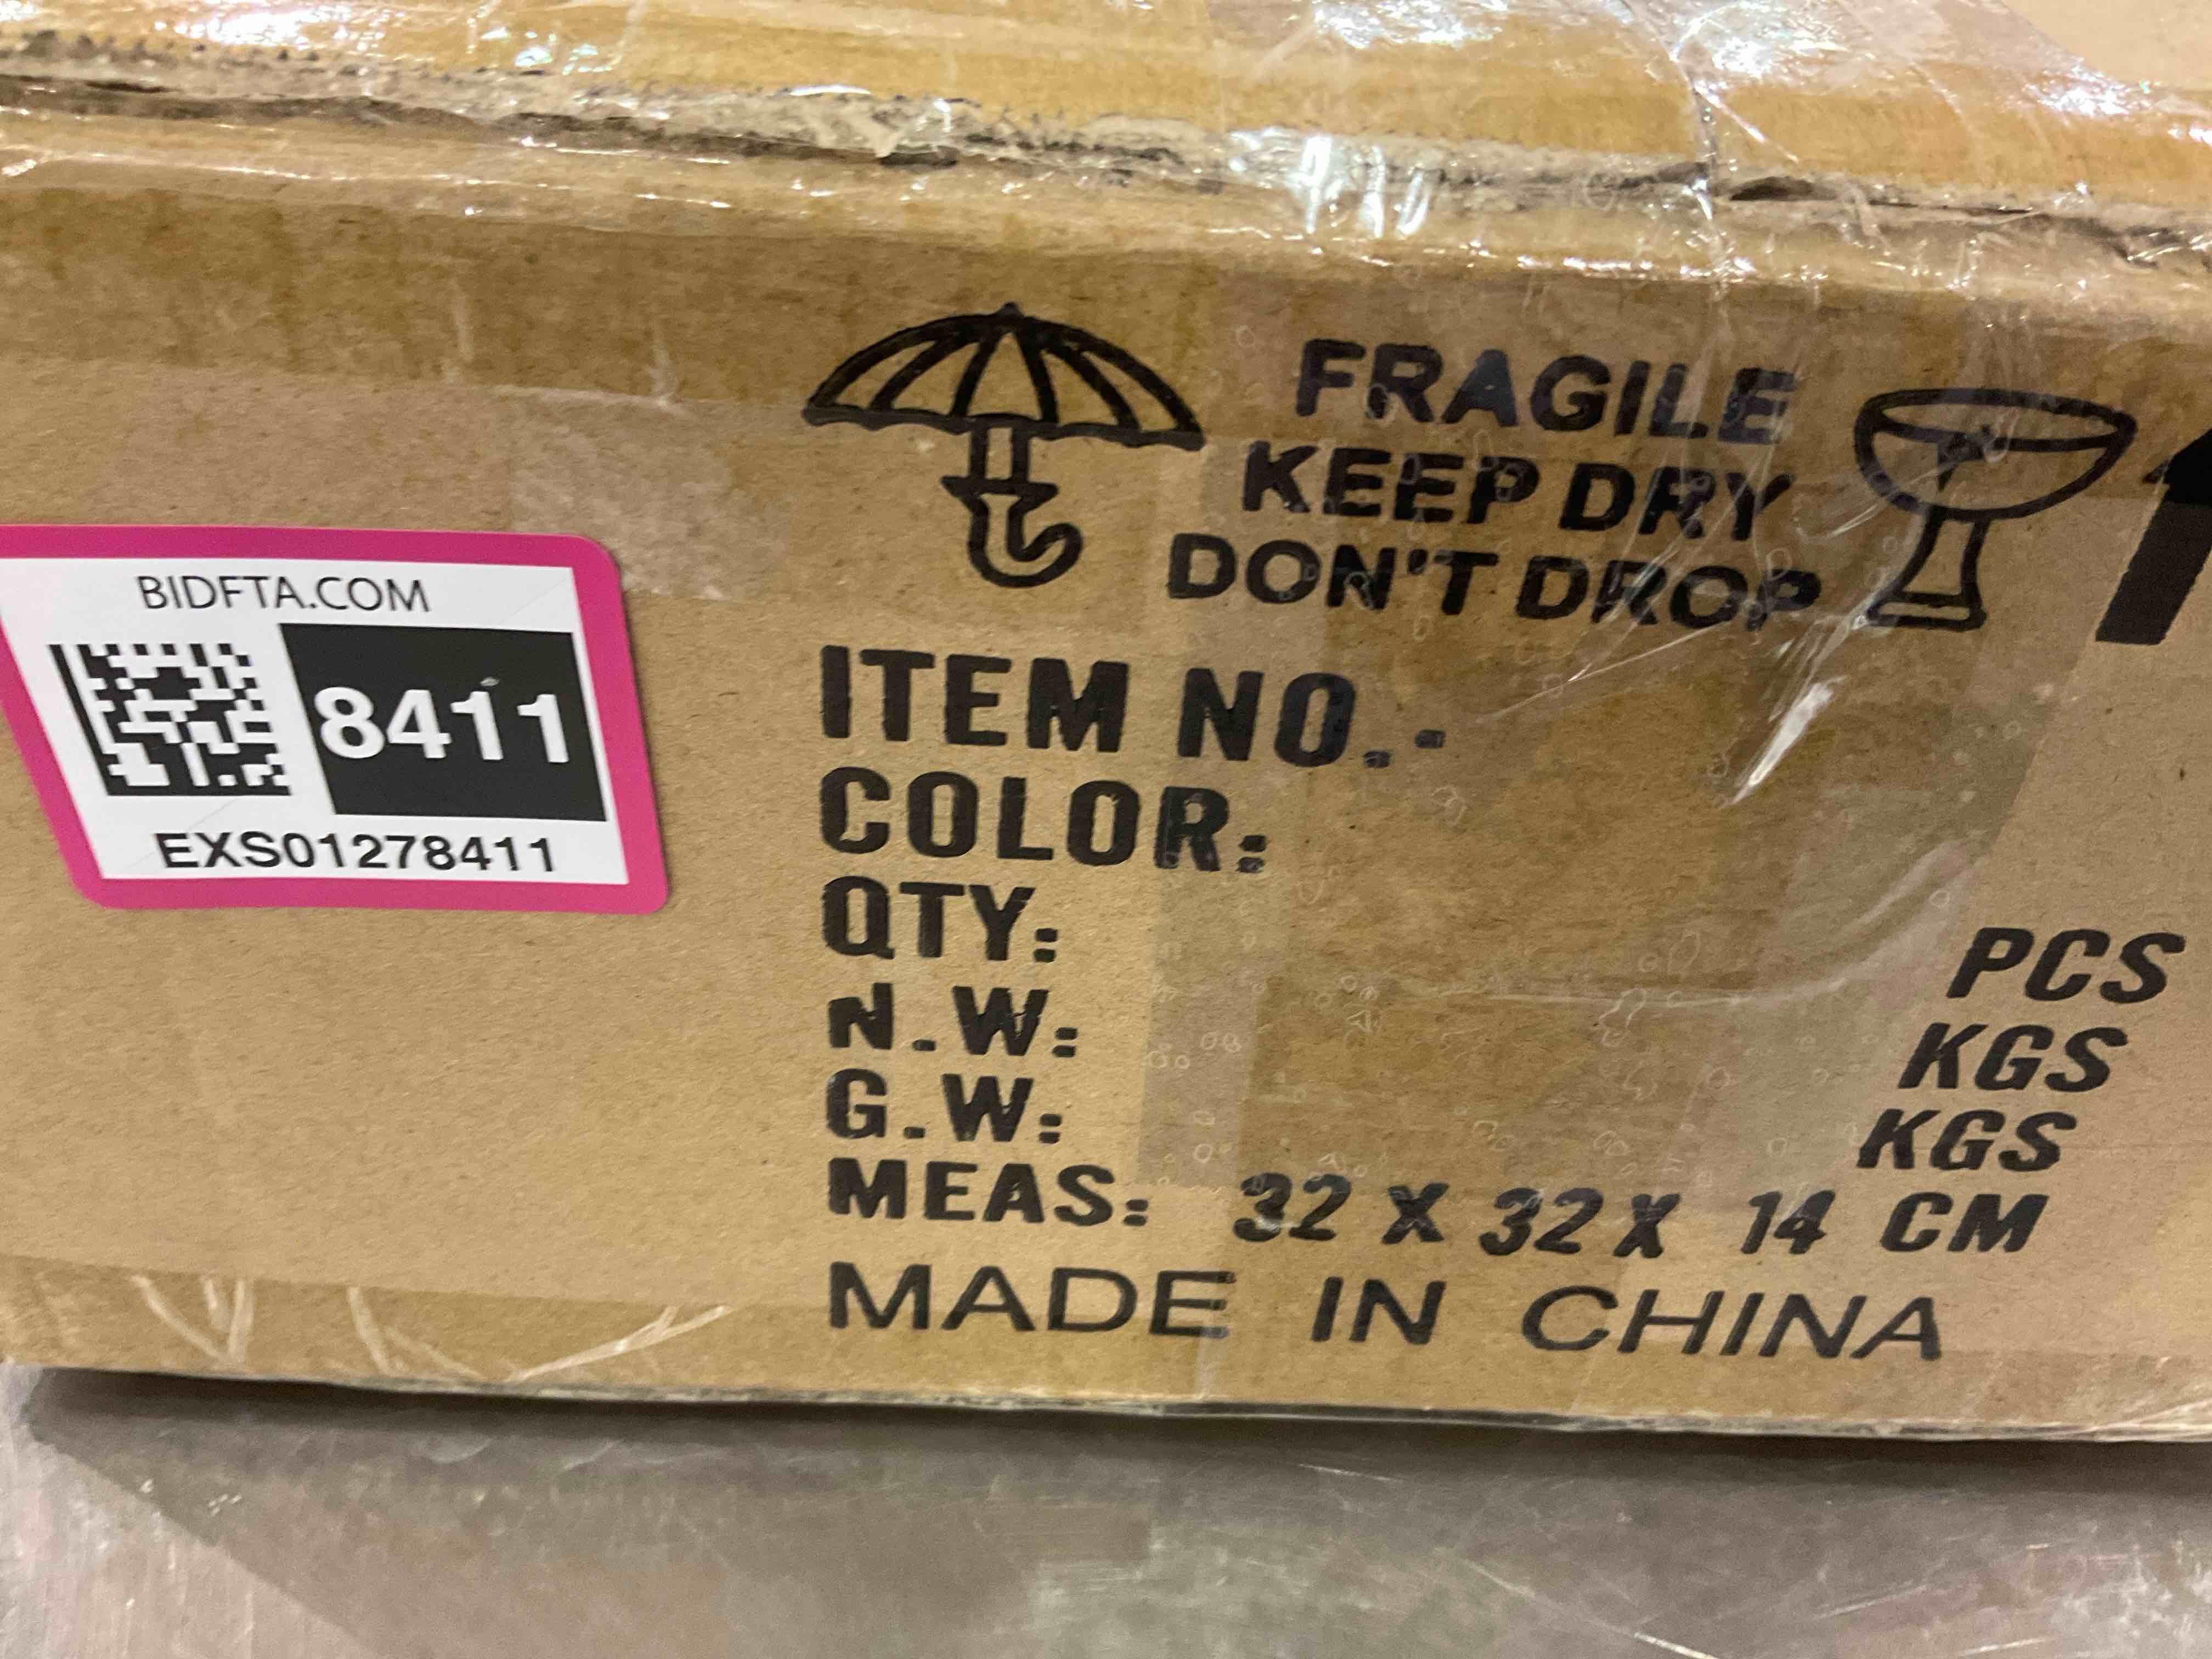 FRAGILE
KEEP DRY
DON'T DROP
BIDFTA.COM
8411
EXS01278411
ITEM NO.-
COLOR:
QTY: PCS
N.W: KGS
G.W: KGS
MEAS: 32 X 32 X 14 CM
MADE IN CHINA